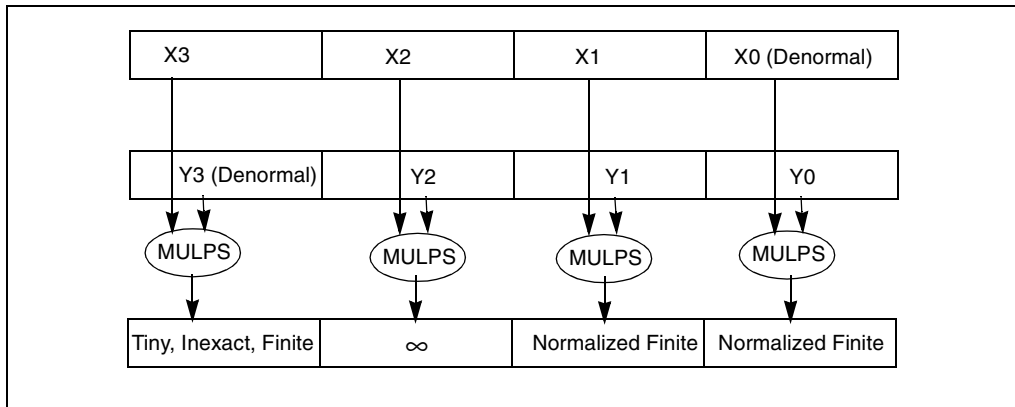 X3 X2 X1 X0 (Denormal)
Y3 (Denormal) Y2 Y1 Y0
MULPS MULPS MULPS MULPS
Tiny, Inexact, Finite ∞ Normalized Finite Normalized Finite